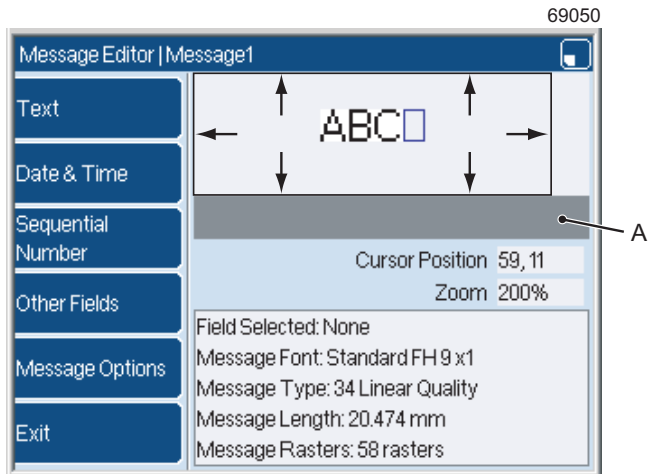 69050
Message Editor | Message1
Text
Date & Time
Sequential
Number
Other Fields
Message Options
Exit
ABC
A
Cursor Position 59, 11
Zoom 200%
Field Selected: None
Message Font: Standard FH 9 x1
Message Type: 34 Linear Quality
Message Length: 20.474 mm
Message Rasters: 58 rasters